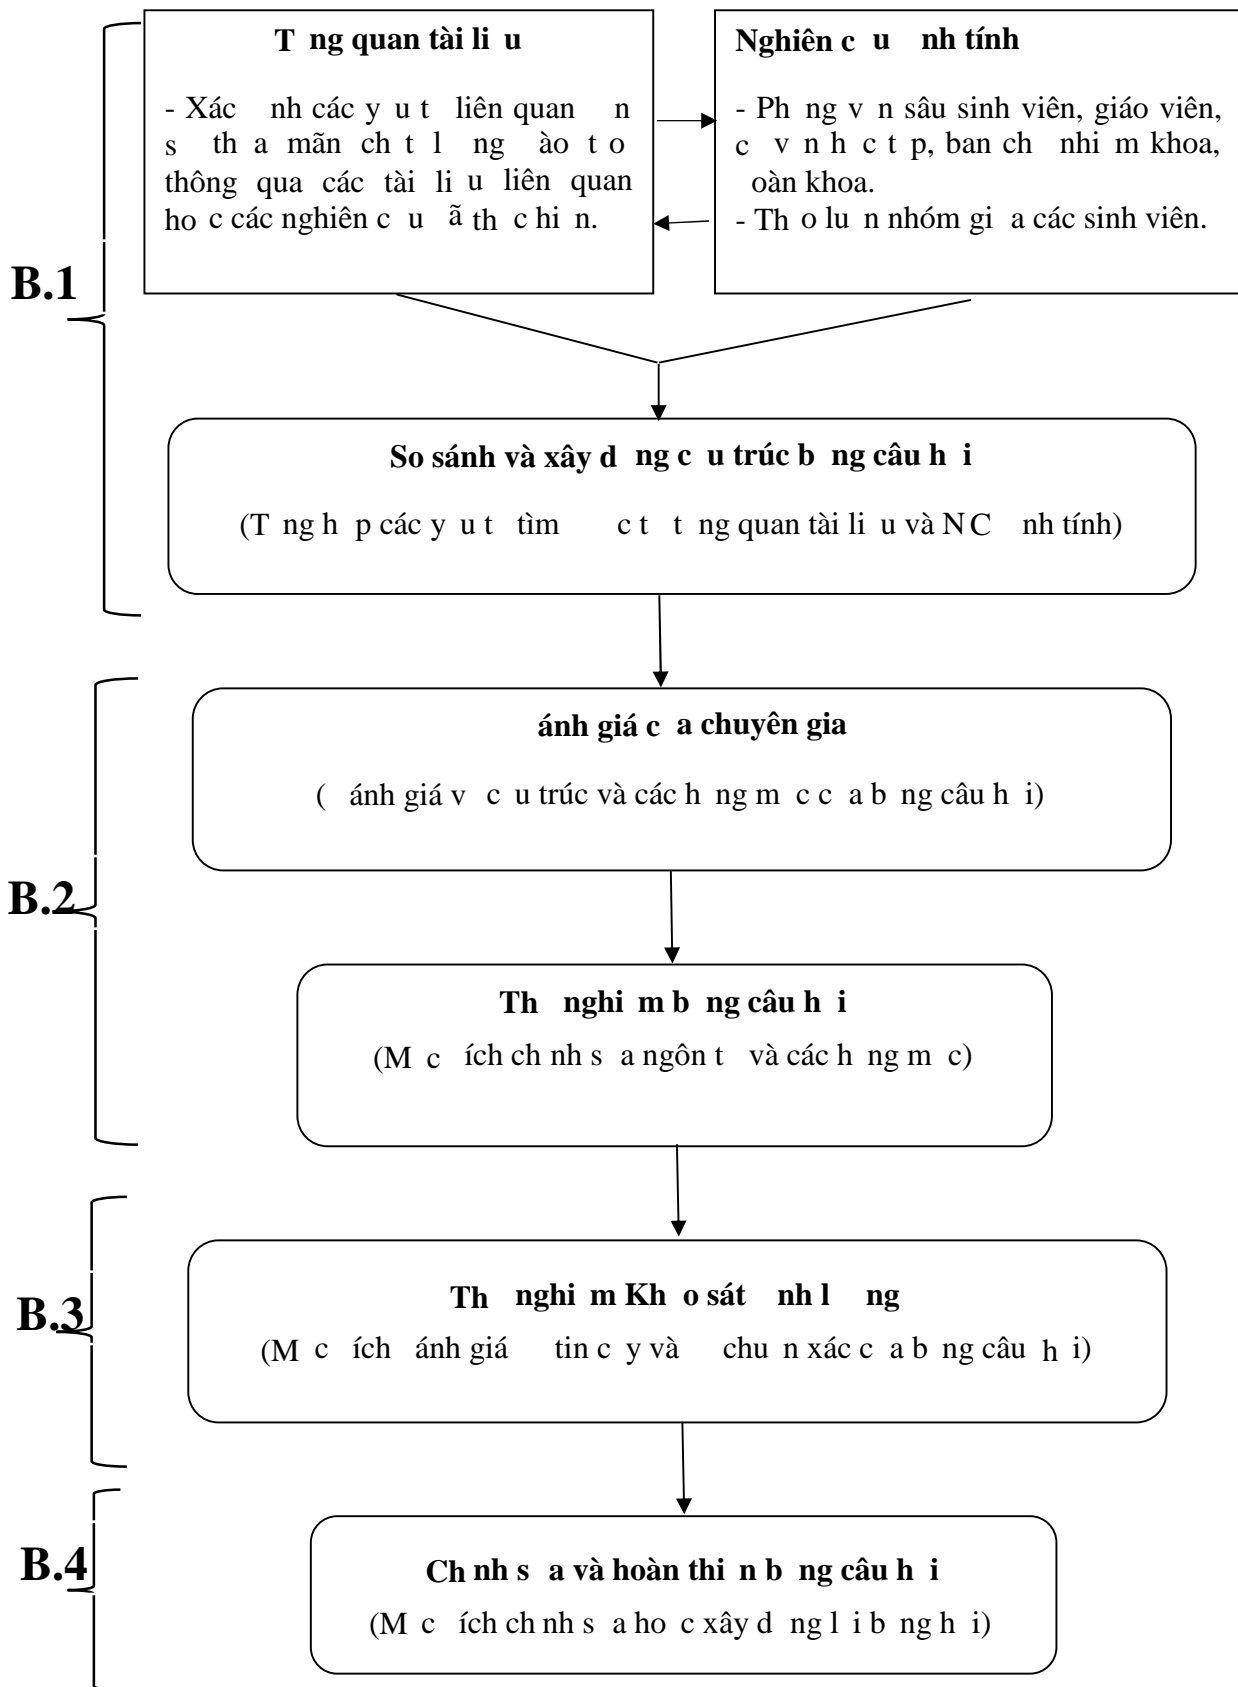 T ng quan tài li u
- Xác nh các y u t liên quan n
s th a mãn ch t l ng ào t o
thông qua các tài li u liên quan
ho c các nghiên c u ã th c hi n.
Nghiên c u nh tính
- Ph ng v n sâu sinh viên, giáo viên,
c v n h c t p, ban ch nhi m khoa,
oàn khoa.
- Th o lu n nhóm gi a các sinh viên.
B.1
So sánh và xây d ng c u trúc b ng câu h i
(T ng h p các y u t tìm c t t ng quan tài li u và NC nh tính)
ánh giá c a chuyên gia
( ánh giá v c u trúc và các h ng m c c a b ng câu h i)
B.2
Th nghi m b ng câu h i
(M c ích ch nh s a ngôn t và các h ng m c)
B.3
Th nghi m Kh o sát nh l ng
(M c ích ánh giá tin c y và chu n xác c a b ng câu h i)
B.4
Ch nh s a và hoàn thi n b ng câu h i
(M c ích ch nh s a ho c xây d ng l i b ng h i)